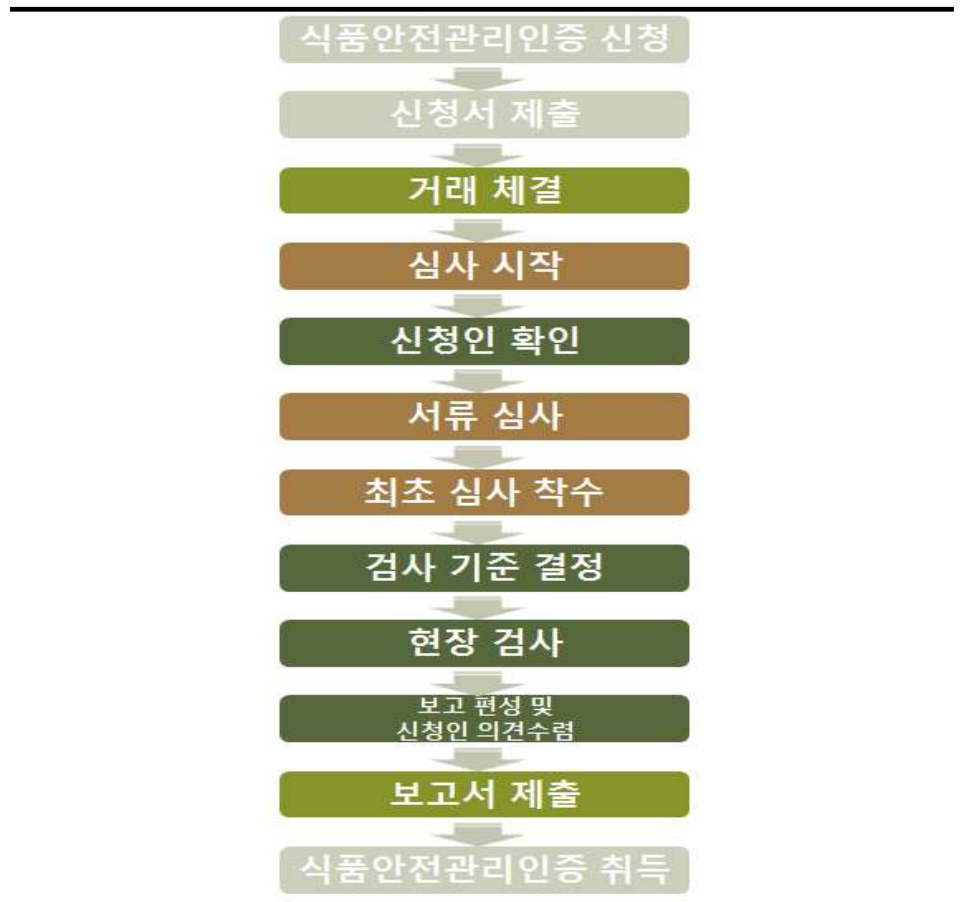 식품안전관리인증 신청
신청서 제출
거래 체결
심사 시작
신청인 확인
서류 심사
최초 심사 착수
검사 기준 결정
현장 검사
보고 편성 및
신청인 의견수렴
보고서 제출
식품안전관리인증 취득